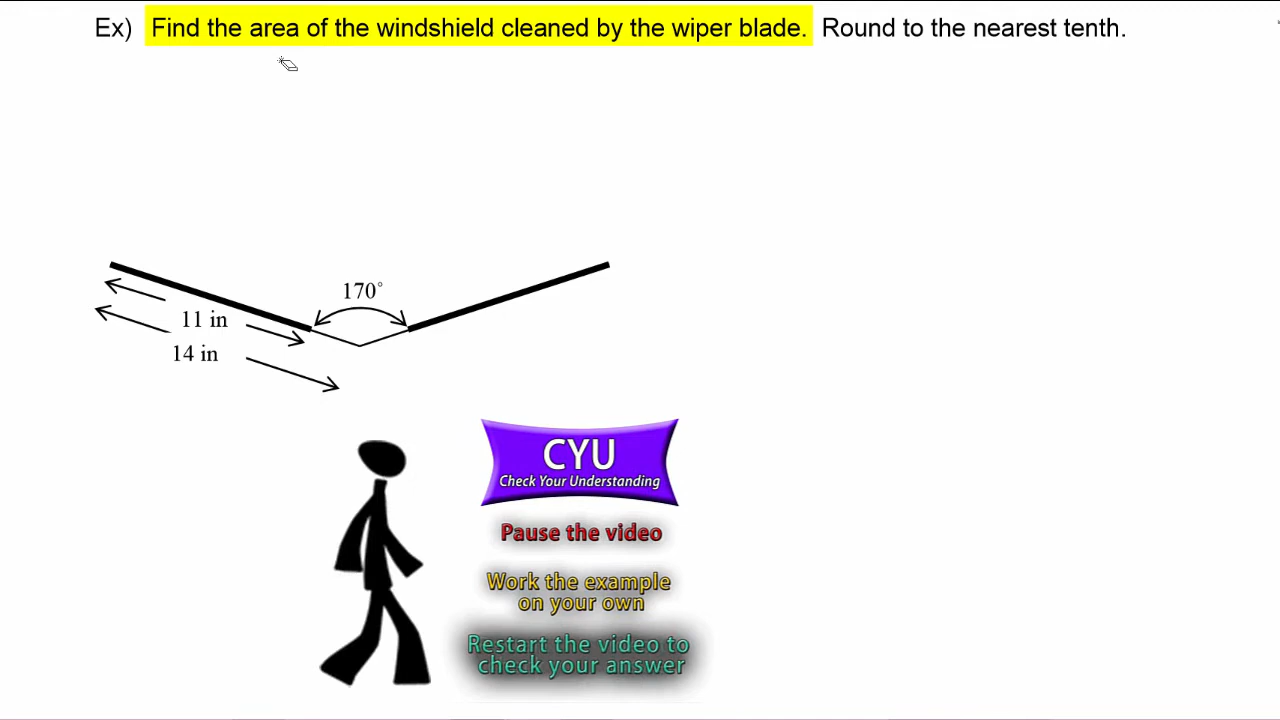 Ex) Find the area of the windshield cleaned by the wiper blade. Round to the nearest tenth.
170°
11 in
14 in
CYU
Check Your Understanding
Pause the video
Work the example
on your own
Restart the video to
check your answer